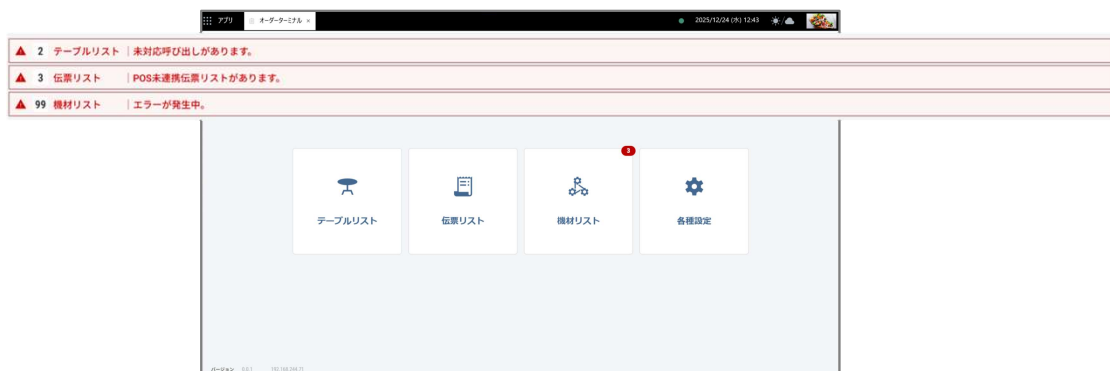 アプリ オーダーターミナル ×
2025/12/24 (水) 12:43
2 テーブルリスト | 未対応呼び出しがあります。
3 伝票リスト | POS未連携伝票リストがあります。
99 機材リスト | エラーが発生中。
3
テーブルリスト 伝票リスト 機材リスト 各種設定
バージョン